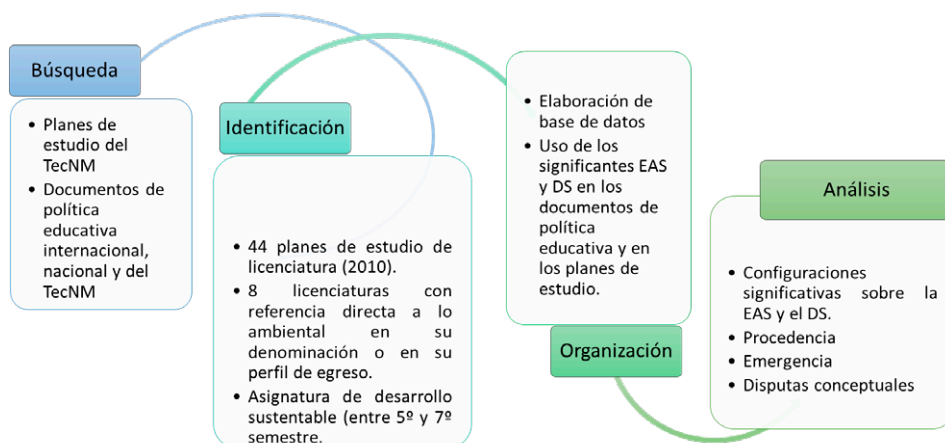 Búsqueda
• Planes de
estudio del
TecNM
• Documentos de
política
educativa
internacional,
nacional y del
TecNM
Identificación
• 44 planes de estudio de
licenciatura (2010).
• 8 licenciaturas con
referencia directa a lo
ambiental en su
denominación o en su
perfil de egreso.
• Asignatura de desarrollo
sustentable (entre 5º y 7º
semestre.
• Elaboración de
base de datos
• Uso de los
significantes EAS
y DS en los
documentos de
política
educativa y en
los planes de
estudio.
Organización
Análisis
• Configuraciones
significativas sobre la
EAS y el DS.
• Procedencia
• Emergencia
• Disputas conceptuales